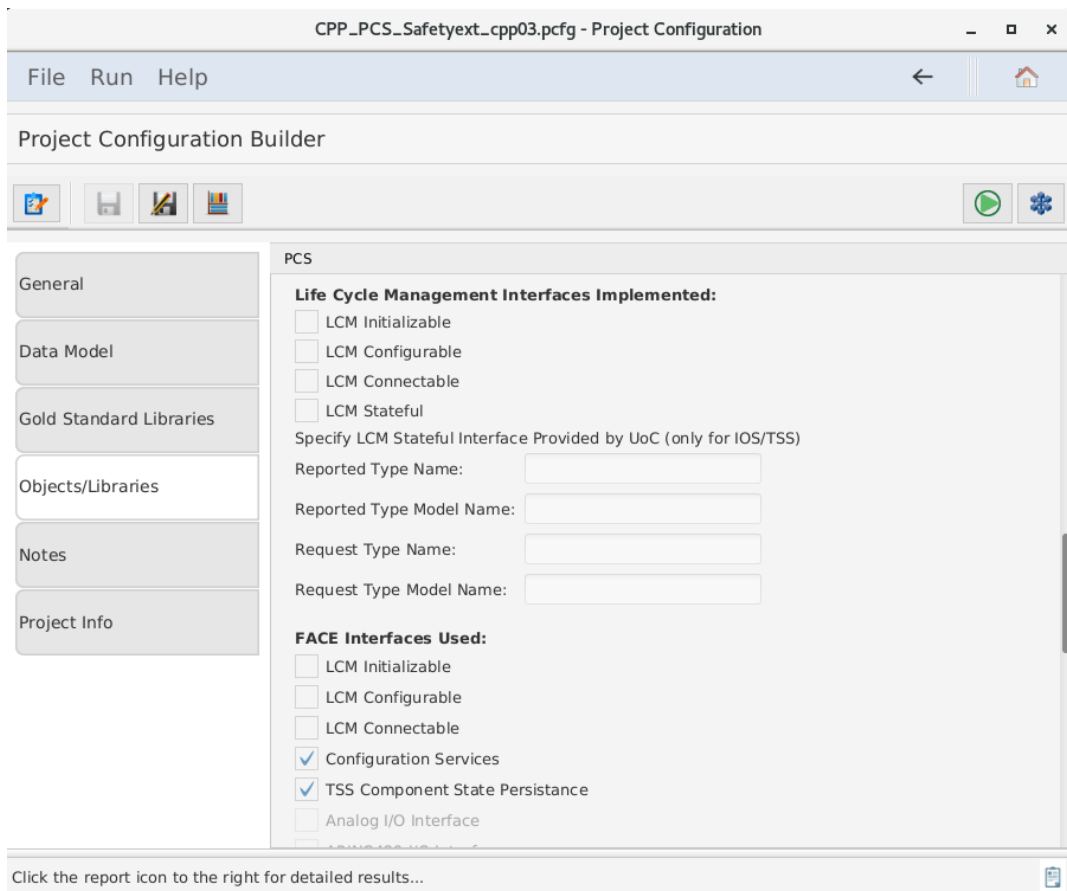 CPP_PCS_Safetyext_cpp03.pcfg - Project Configuration
File Run Help
Project Configuration Builder
PCS
General
Data Model
Gold Standard Libraries
Objects/Libraries
Notes
Project Info
Life Cycle Management Interfaces Implemented:
LCM Initializable
LCM Configurable
LCM Connectable
LCM Stateful
Specify LCM Stateful Interface Provided by UoC (only for IOS/TSS)
Reported Type Name:
Reported Type Model Name:
Request Type Name:
Request Type Model Name:
FACE Interfaces Used:
LCM Initializable
LCM Configurable
LCM Connectable
Configuration Services
TSS Component State Persistance
Analog I/O Interface
Click the report icon to the right for detailed results...